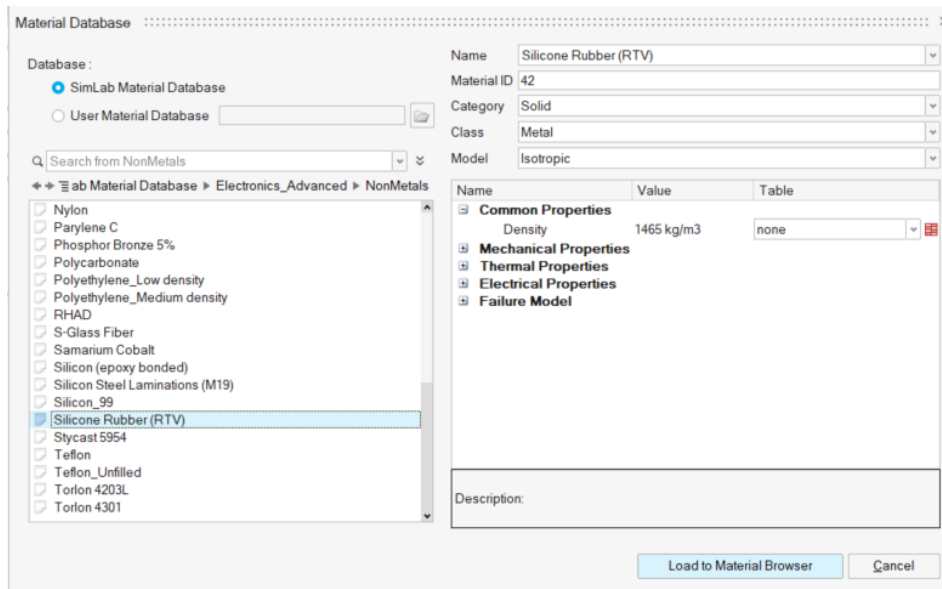 Material Database
Database :
SimLab Material Database
User Material Database
Search from NonMetals
ab Material Database ▶ Electronics_Advanced ▶ NonMetals
Nylon
Parylene C
Phosphor Bronze 5%
Polycarbonate
Polyethylene_Low density
Polyethylene_Medium density
RHAD
S-Glass Fiber
Samarium Cobalt
Silicon (epoxy bonded)
Silicon Steel Laminations (M19)
Silicon_99
Silicone Rubber (RTV)
Stycast 5954
Teflon
Teflon_Unfilled
Torlon 4203L
Torlon 4301
Name Silicone Rubber (RTV)
Material ID 42
Category Solid
Class Metal
Model Isotropic
Name Value Table
Common Properties
Density 1465 kg/m3 none
Mechanical Properties
Thermal Properties
Electrical Properties
Failure Model
Description:
Load to Material Browser Cancel